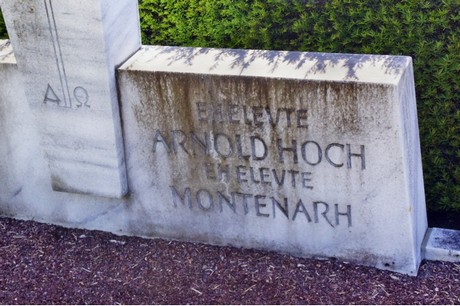 ΑΩ
EHELEVTE
ARNOLD HOCH
EHELEVTE
MONTENARH